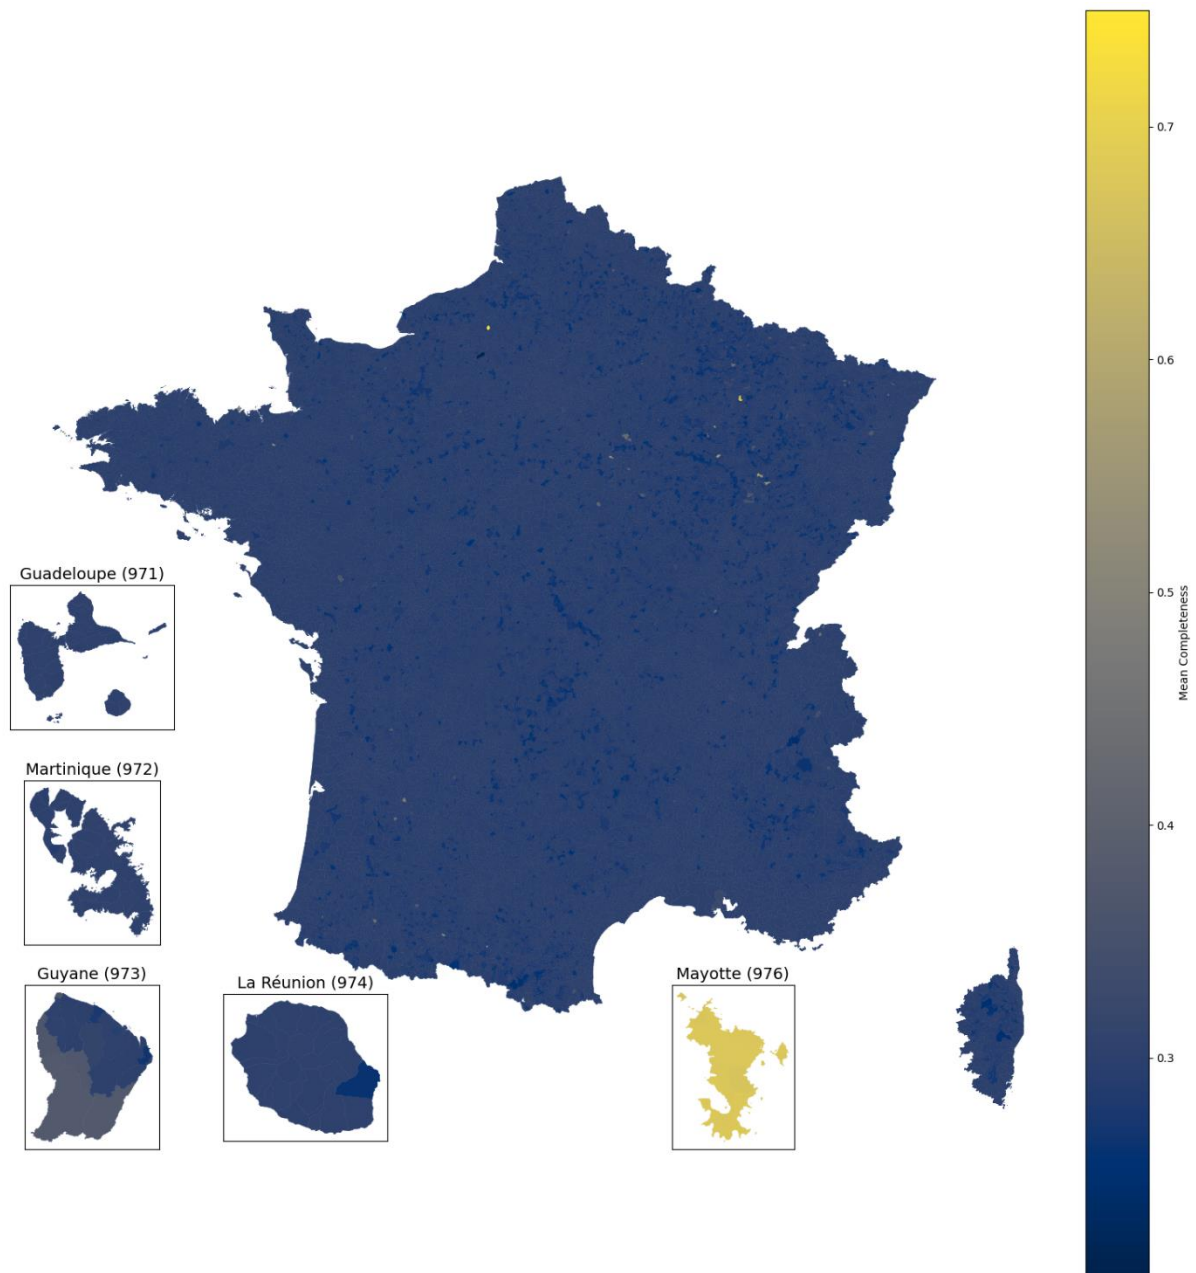 0.7
0.6
Guadeloupe (971)
0.5
Mean Completeness
Martinique (972)
0.4
Guyane (973)
La Réunion (974)
Mayotte (976)
0.3